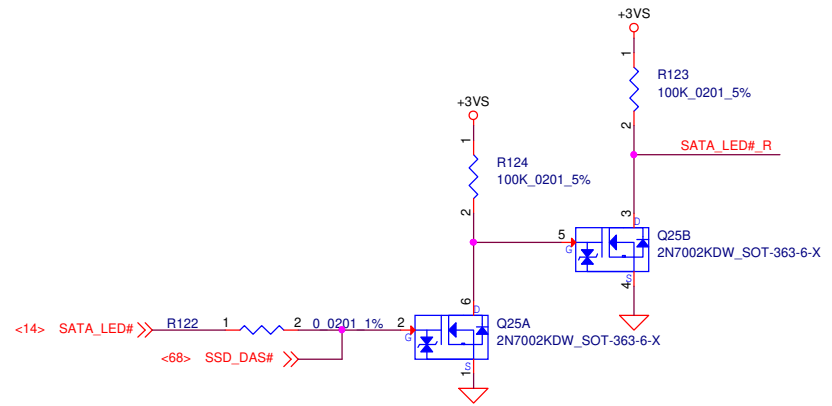 +3VS
1
R123
100K_0201_5%
2
SATA_LED#_R
+3VS
1
R124
100K_0201_5%
2
3
D
5
G
Q25B
2N7002KDW_SOT-363-6-X
S
4
6
D
<14> SATA_LED#
R122
1
2
0_0201_1%
2
G
Q25A
2N7002KDW_SOT-363-6-X
<68> SSD_DAS#
S
1